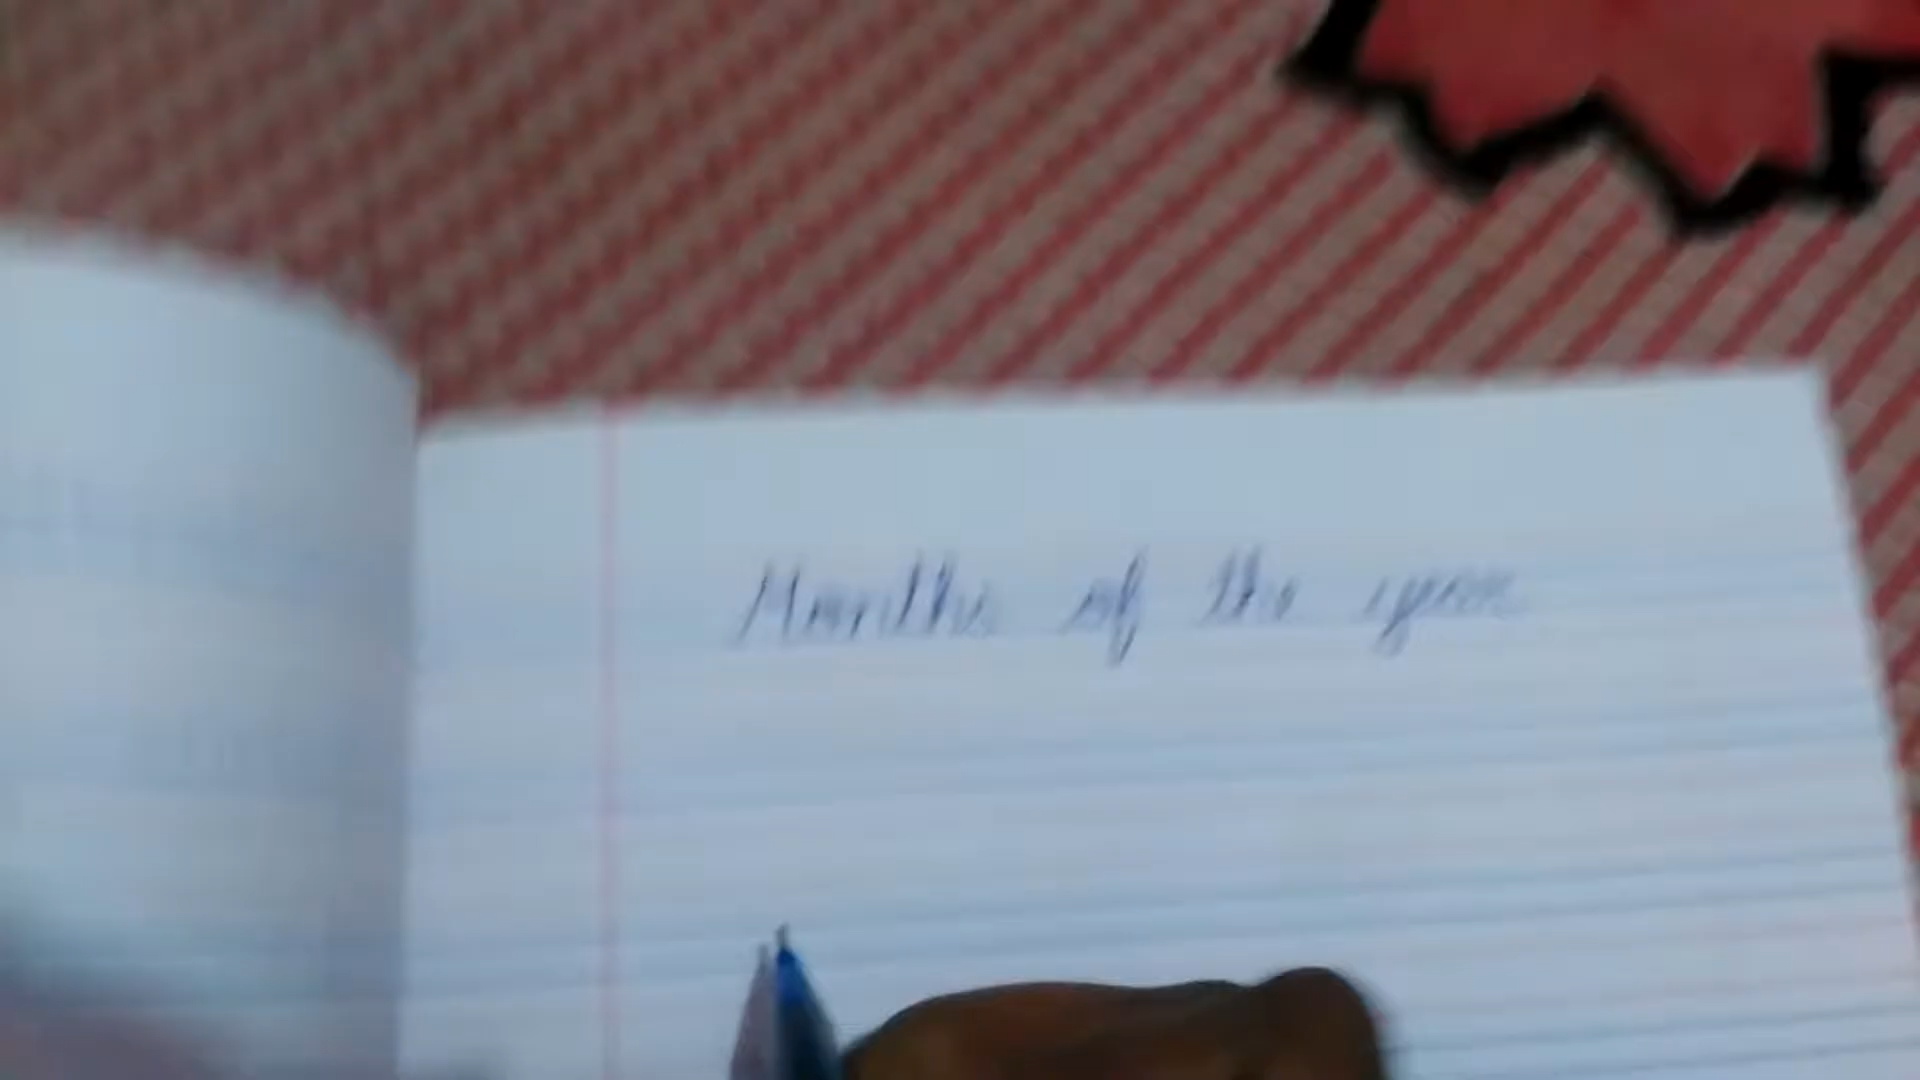 Months of the year